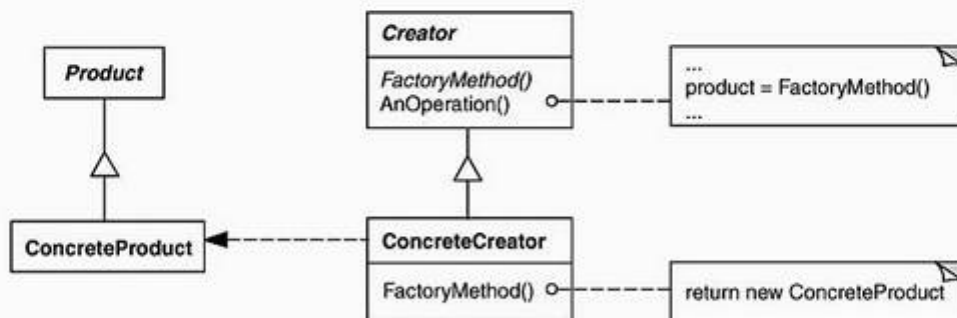 Product
ConcreteProduct
Creator
FactoryMethod()
AnOperation()
...
product = FactoryMethod()
...
ConcreteCreator
FactoryMethod()
return new ConcreteProduct